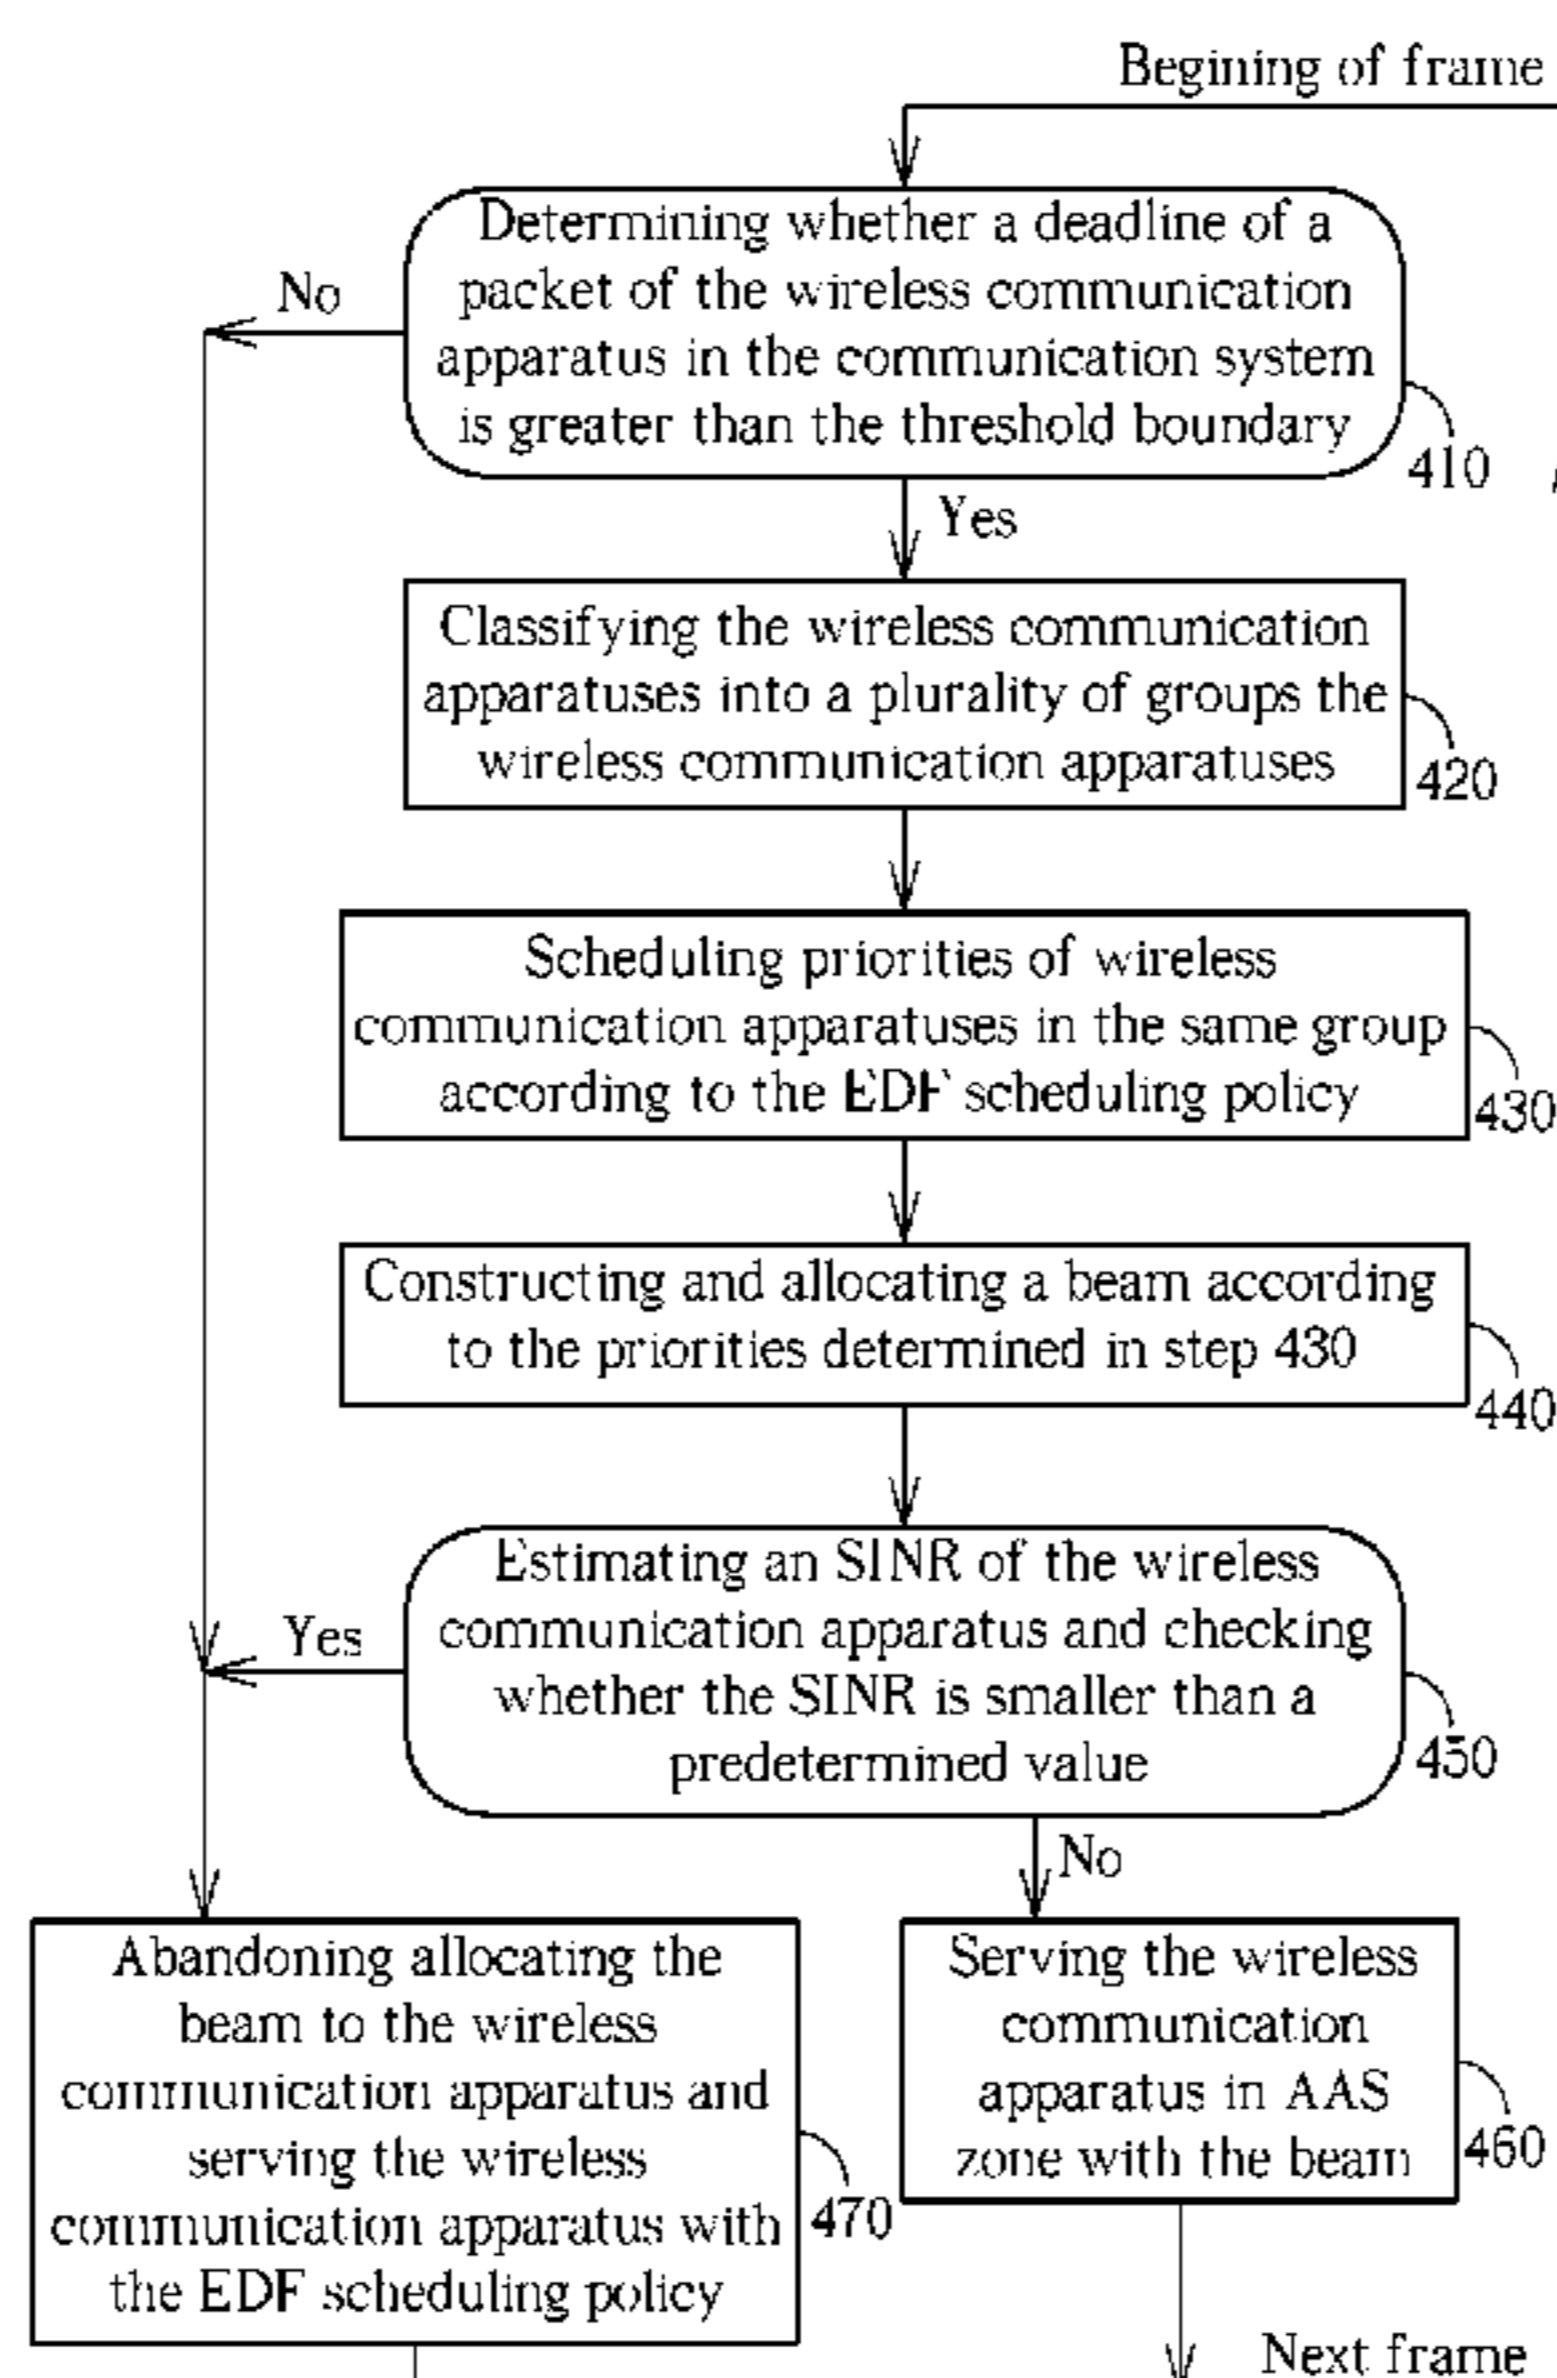 Begining of frame
Determining whether a deadline of a
packet of the wireless communication
apparatus in the communication system
is greater than the threshold boundary
No
410
Yes
Classifying the wireless communication
apparatuses into a plurality of groups the
wireless communication apparatuses
420
Scheduling priorities of wireless
communication apparatuses in the same group
according to the EDF scheduling policy
430
Constructing and allocating a beam according
to the priorities determined in step 430
440
Estimating an SINR of the wireless
communication apparatus and checking
whether the SINR is smaller than a
predetermined value
Yes
450
No
Abandoning allocating the
beam to the wireless
communication apparatus and
serving the wireless
communication apparatus with
the EDF scheduling policy
470
Serving the wireless
communication
apparatus in AAS
zone with the beam
460
Next frame